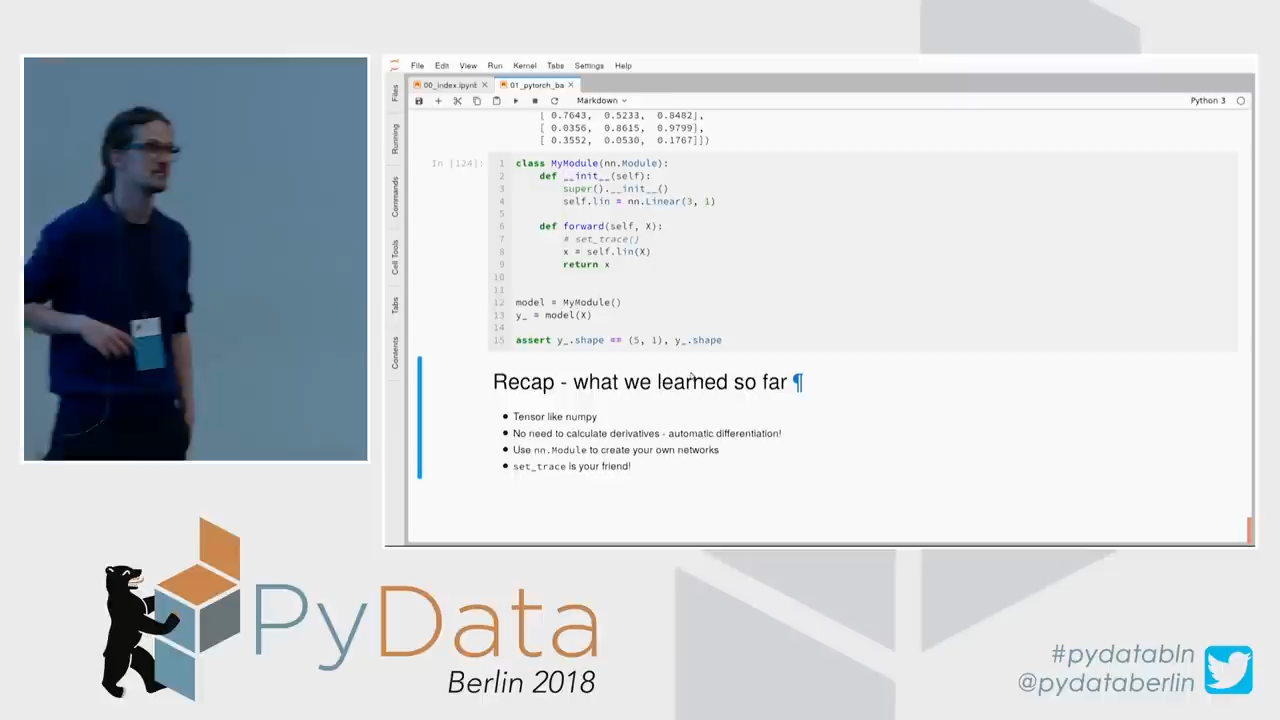 File Edit View Run Kernel Tabs Settings Help
00_index.ipynb 01_pytorch_ba
Markdown
Python 3
Files
Running
Commands
Cell Tools
Tabs
Contents
[ 0.7643, 0.5233, 0.8482],
[ 0.0356, 0.8615, 0.9799],
[ 0.3552, 0.0530, 0.1767]])
In [124]:
1 class MyModule(nn.Module):
2 def __init__(self):
3 super().__init__()
4 self.lin = nn.Linear(3, 1)
5
6 def forward(self, X):
7 # set_trace()
8 x = self.lin(X)
9 return x
10
11
12 model = MyModule()
13 y_ = model(X)
14
15 assert y_.shape == (5, 1), y_.shape
Recap - what we learned so far ¶
• Tensor like numpy
• No need to calculate derivatives - automatic differentiation!
• Use nn.Module to create your own networks
• set_trace is your friend!
PyData
Berlin 2018
#pydatabln
@pydataberlin